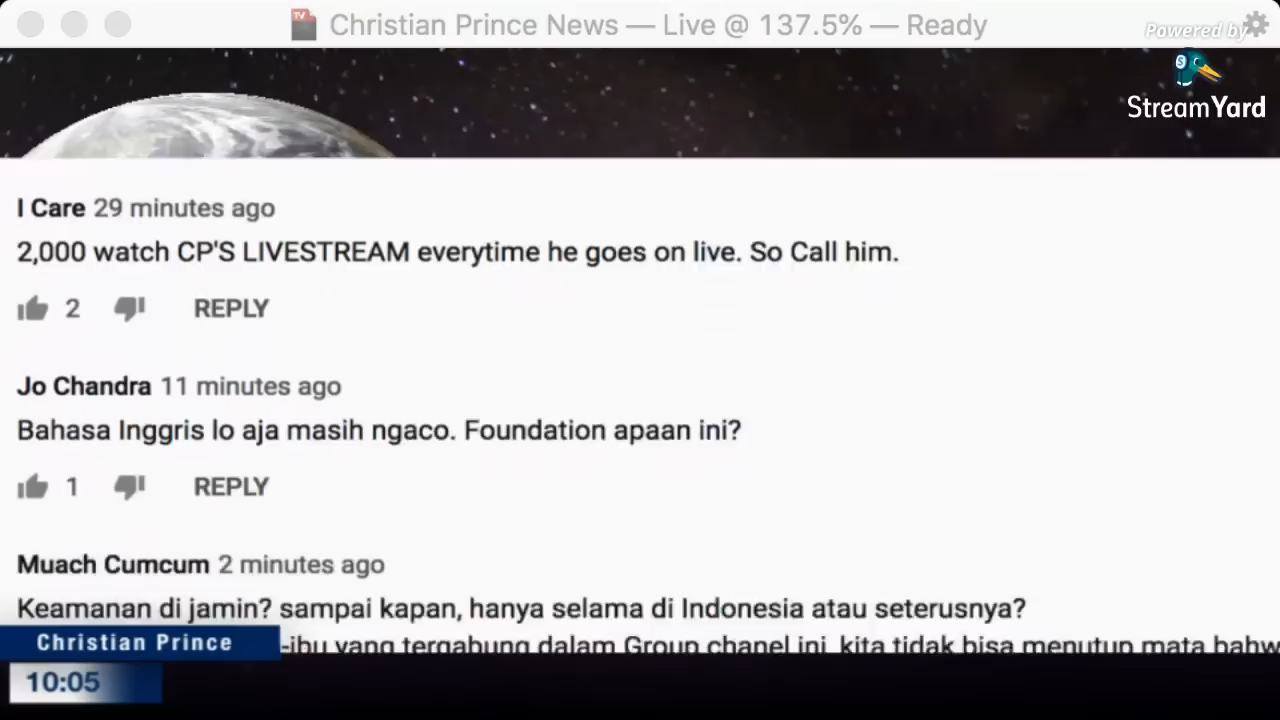 Christian Prince News — Live @ 137.5% — Ready
Powered by
StreamYard
I Care 29 minutes ago
2,000 watch CP'S LIVESTREAM everytime he goes on live. So Call him.
2 REPLY
Jo Chandra 11 minutes ago
Bahasa Inggris lo aja masih ngaco. Foundation apaan ini?
1 REPLY
Muach Cumcum 2 minutes ago
Keamanan di jamin? sampai kapan, hanya selama di Indonesia atau seterusnya?
-ibu yang tergabung dalam Group chanel ini, kita tidak bisa menutup mata
Christian Prince
10:05